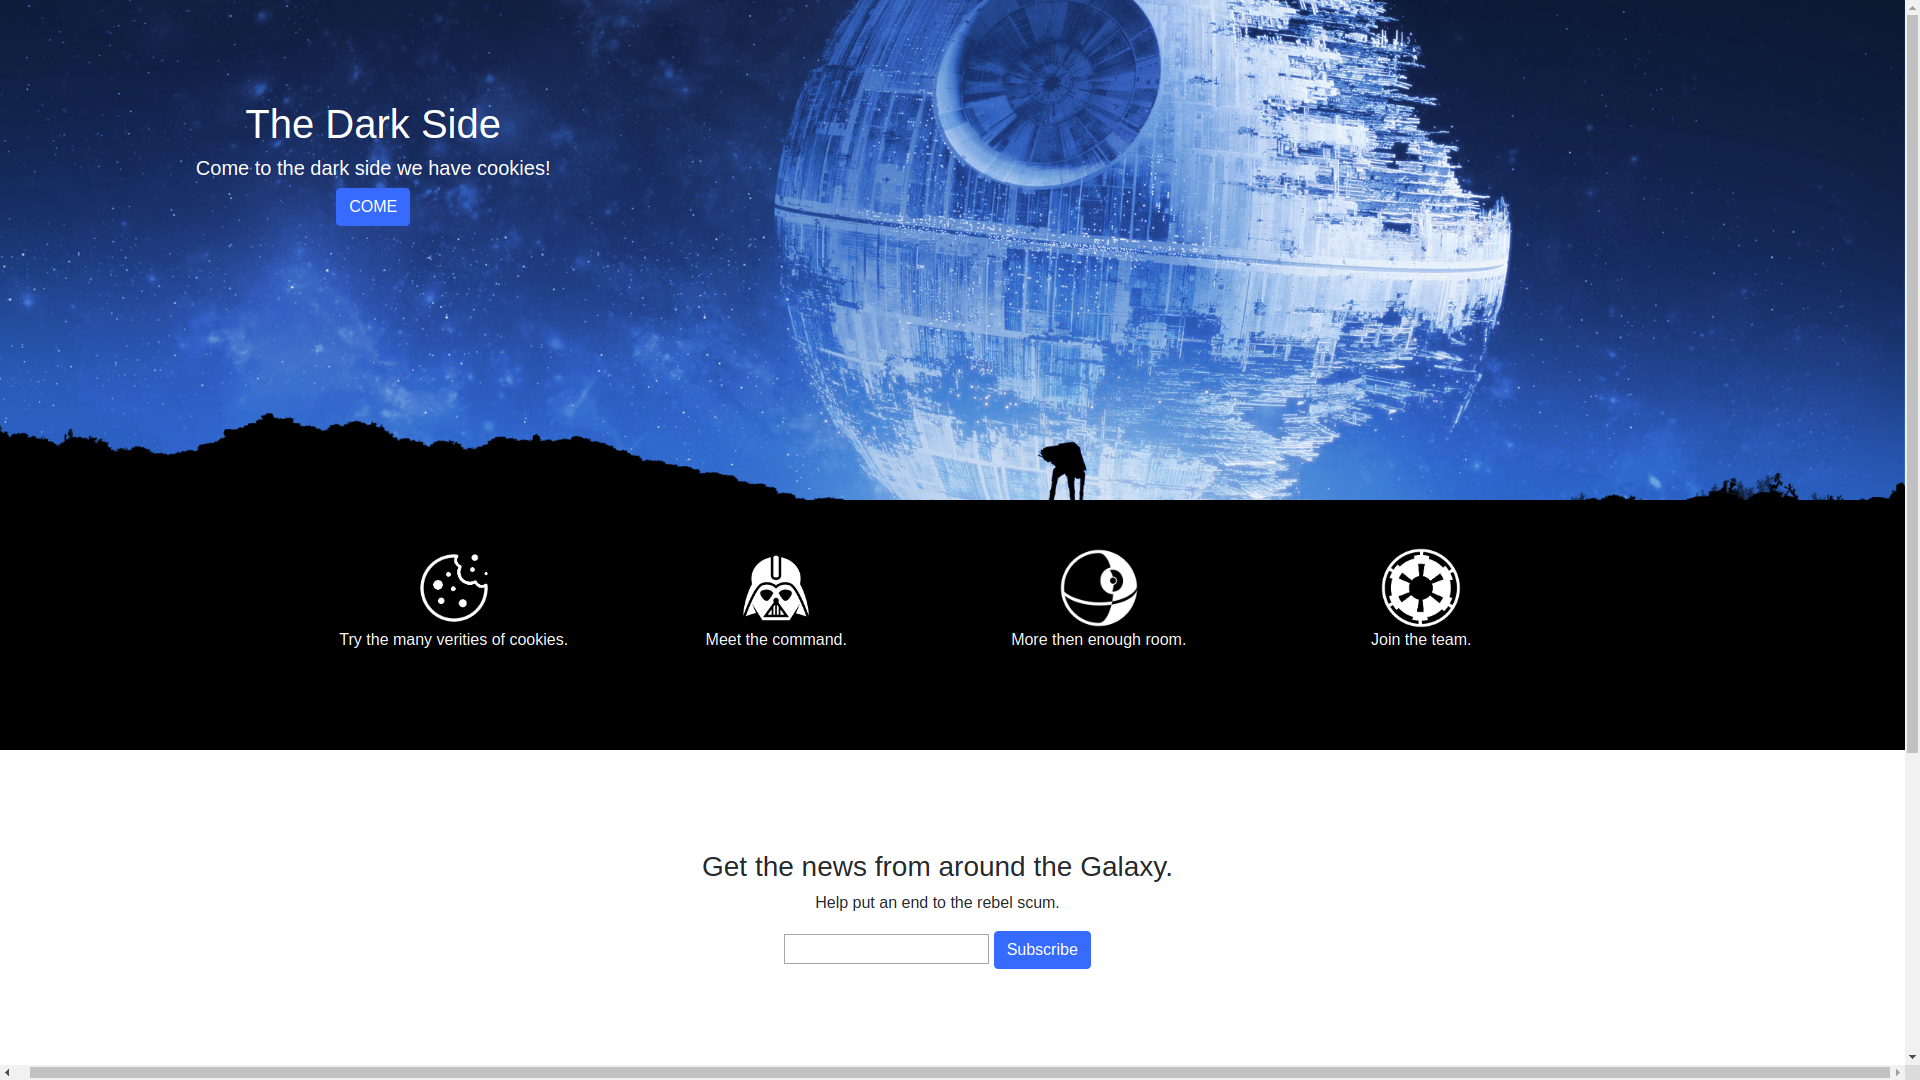 The Dark Side
Come to the dark side we have cookies!
COME
Try the many verities of cookies.
Meet the command.
More then enough room.
Join the team.
Get the news from around the Galaxy.
Help put an end to the rebel scum.
Subscribe